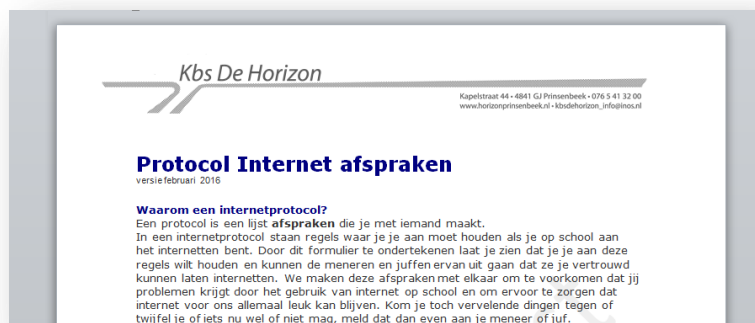 Kbs De Horizon
Kapelstraat 44 • 4841 GJ Prinsenbeek • 076 5 41 32 00
www.horizonprinsenbeek.nl • kbsdehorizon_info@inos.nl
Protocol Internet afspraken
versie februari 2016
Waarom een internetprotocol?
Een protocol is een lijst afspraken die je met iemand maakt.
In een internetprotocol staan regels waar je je aan moet houden als je op school aan
het internetten bent. Door dit formulier te ondertekenen laat je zien dat je je aan deze
regels wilt houden en kunnen de meneren en juffen ervan uit gaan dat ze je vertrouwd
kunnen laten internetten. We maken deze afspraken met elkaar om te voorkomen dat jij
problemen krijgt door het gebruik van internet op school en om ervoor te zorgen dat
internet voor ons allemaal leuk kan blijven. Kom je toch vervelende dingen tegen of
twijfel je of iets nu wel of niet mag, meld dat dan even aan je meneer of juf.